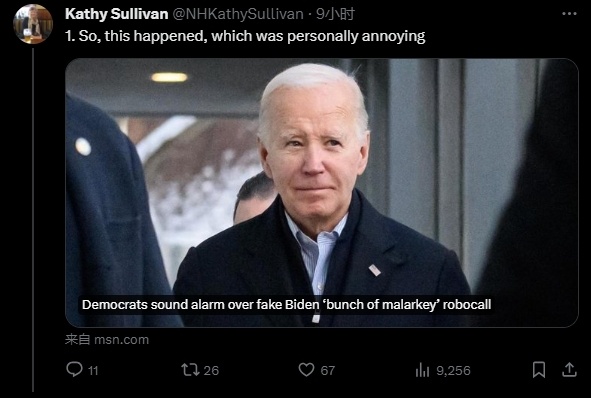 Kathy Sullivan @NHKathySullivan · 9小时
1. So, this happened, which was personally annoying
Democrats sound alarm over fake Biden ‘bunch of malarkey’ robocall
来自 msn.com
11 26 67 9,256